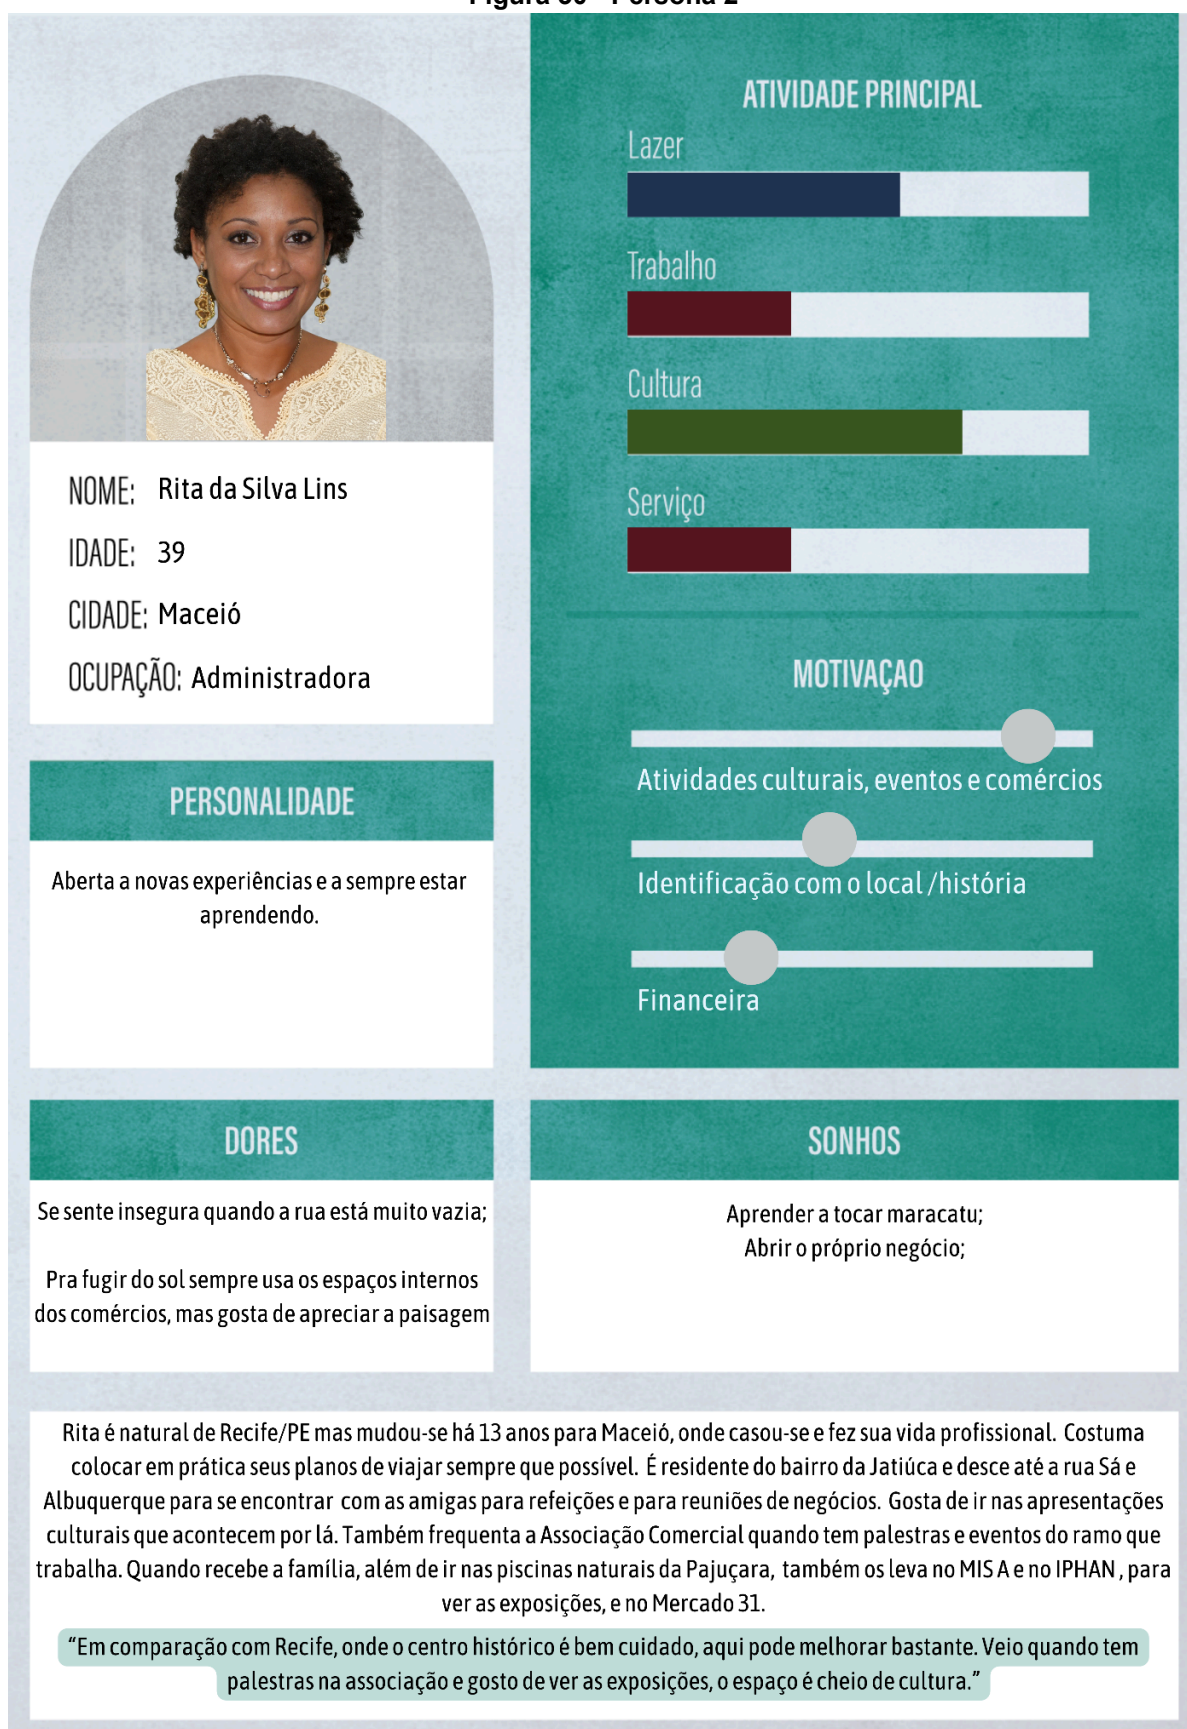 Figura 30 - Persona 2
NOME: Rita da Silva Lins
IDADE: 39
CIDADE: Maceió
OCUPAÇÃO: Administradora
ATIVIDADE PRINCIPAL
Lazer
Trabalho
Cultura
Serviço
MOTIVAÇAO
Atividades culturais, eventos e comércios
Identificação com o local /história
Financeira
PERSONALIDADE
Aberta a novas experiências e a sempre estar
aprendendo.
DORES
Se sente insegura quando a rua está muito vazia;
Pra fugir do sol sempre usa os espaços internos
dos comércios, mas gosta de apreciar a paisagem
SONHOS
Aprender a tocar maracatu;
Abrir o próprio negócio;
Rita é natural de Recife/PE mas mudou-se há 13 anos para Maceió, onde casou-se e fez sua vida profissional. Costuma
colocar em prática seus planos de viajar sempre que possível. É residente do bairro da Jatiúca e desce até a rua Sá e
Albuquerque para se encontrar com as amigas para refeições e para reuniões de negócios. Gosta de ir nas apresentações
culturais que acontecem por lá. Também frequenta a Associação Comercial quando tem palestras e eventos do ramo que
trabalha. Quando recebe a família, além de ir nas piscinas naturais da Pajuçara, também os leva no MIS A e no IPHAN , para
ver as exposições, e no Mercado 31.
“Em comparação com Recife, onde o centro histórico é bem cuidado, aqui pode melhorar bastante. Veio quando tem
palestras na associação e gosto de ver as exposições, o espaço é cheio de cultura.”